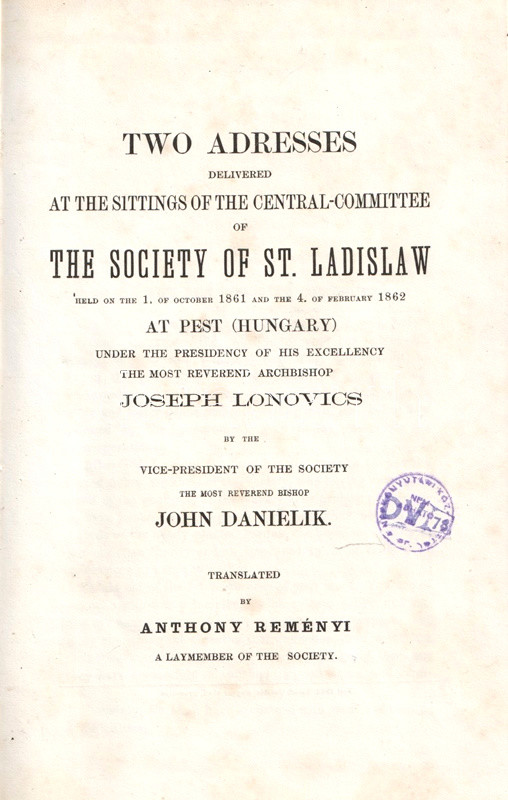 TWO ADRESSES
DELIVERED
AT THE SITTINGS OF THE CENTRAL-COMMITTEE
OF
THE SOCIETY OF ST. LADISLAW
HELD ON THE 1. OF OCTOBER 1861 AND THE 4. OF FEBRUARY 1862
AT PEST (HUNGARY)
UNDER THE PRESIDENCY OF HIS EXCELLENCY
THE MOST REVEREND ARCHBISHOP
JOSEPH LONOVICS
BY THE
VICE-PRESIDENT OF THE SOCIETY
THE MOST REVEREND BISHOP
JOHN DANIELIK.
TRANSLATED
BY
ANTHONY REMÉNYI
A LAYMEMBER OF THE SOCIETY.